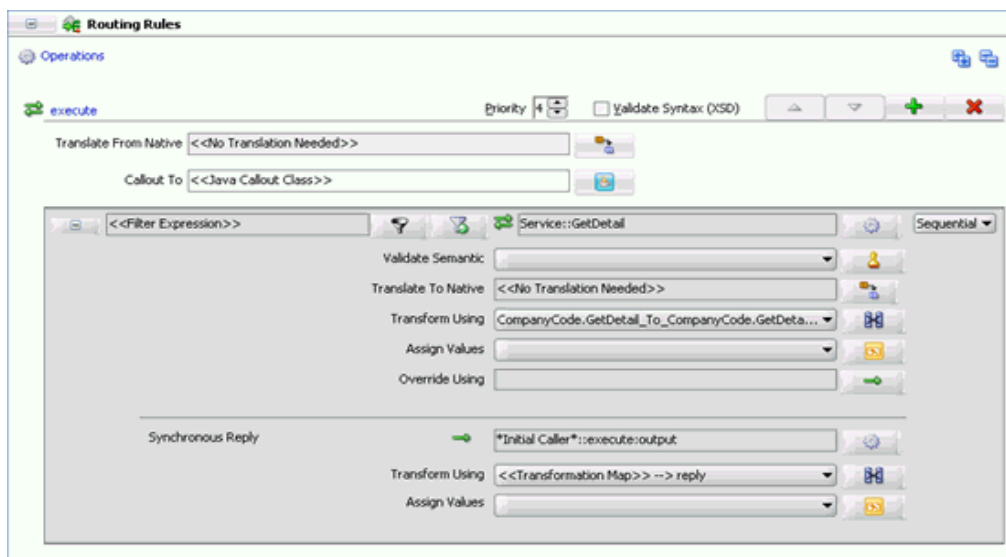 Routing Rules
Operations
execute Priority 4 Validate Syntax (XSD)
Translate From Native <<No Translation Needed>>
Callout To <<Java Callout Class>>
<<Filter Expression>> Service::GetDetail Sequential
Validate Semantic
Translate To Native <<No Translation Needed>>
Transform Using CompanyCode.GetDetail_To_CompanyCode.GetDeta...
Assign Values
Override Using
Synchronous Reply *Initial Caller*::execute:output
Transform Using <<Transformation Map>> --> reply
Assign Values